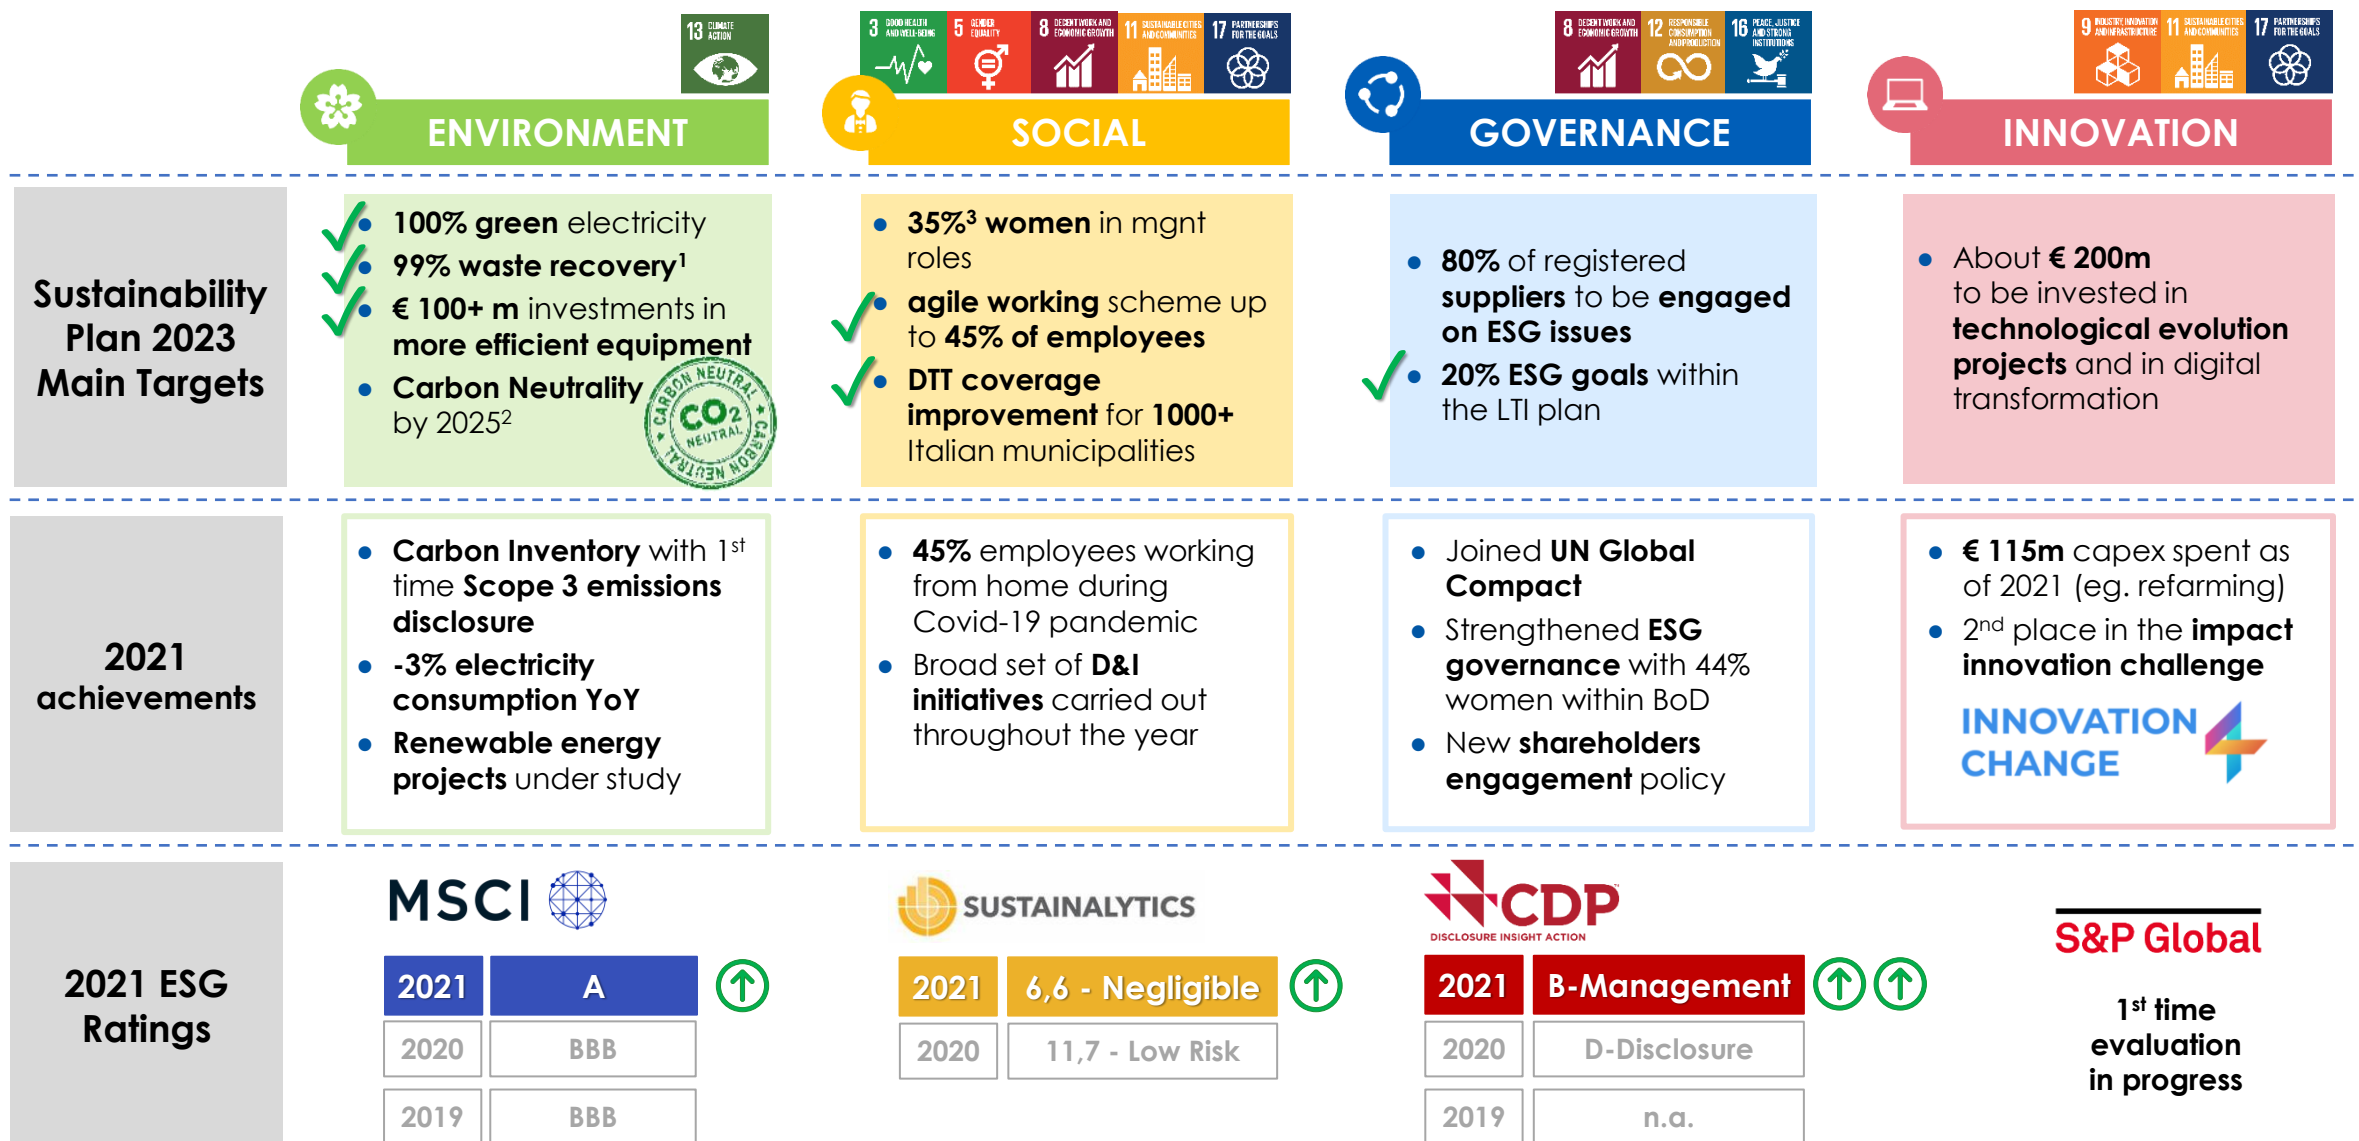 13 CLIMATE
ACTION
3 GOOD HEALTH
AND WELL-BEING
5 GENDER
EQUALITY
8 DECENT WORK AND
ECONOMIC GROWTH
11 SUSTAINABLE CITIES
AND COMMUNITIES
17 PARTNERSHIPS
FOR THE GOALS
8 DECENT WORK AND
ECONOMIC GROWTH
12 RESPONSIBLE
CONSUMPTION
AND PRODUCTION
16 PEACE, JUSTICE
AND STRONG
INSTITUTIONS
9 INDUSTRY, INNOVATION
AND INFRASTRUCTURE
11 SUSTAINABLE CITIES
AND COMMUNITIES
17 PARTNERSHIPS
FOR THE GOALS
ENVIRONMENT
SOCIAL
GOVERNANCE
INNOVATION
Sustainability
Plan 2023
Main Targets
• 100% green electricity
• 99% waste recovery¹
• € 100+ m investments in
more efficient equipment
• Carbon Neutrality
by 2025²
CARBON NEUTRAL
CO2
NEUTRAL
CARBON NEUTRAL
• 35%³ women in mgnt
roles
• agile working scheme up
to 45% of employees
• DTT coverage
improvement for 1000+
Italian municipalities
• 80% of registered
suppliers to be engaged
on ESG issues
• 20% ESG goals within
the LTI plan
• About € 200m
to be invested in
technological evolution
projects and in digital
transformation
2021
achievements
• Carbon Inventory with 1st
time Scope 3 emissions
disclosure
• -3% electricity
consumption YoY
• Renewable energy
projects under study
• 45% employees working
from home during
Covid-19 pandemic
• Broad set of D&I
initiatives carried out
throughout the year
• Joined UN Global
Compact
• Strengthened ESG
governance with 44%
women within BoD
• New shareholders
engagement policy
• € 115m capex spent as
of 2021 (eg. refarming)
• 2nd place in the impact
innovation challenge
INNOVATION 4
CHANGE
2021 ESG
Ratings
MSCI
2021 A
2020 BBB
2019 BBB
SUSTAINALYTICS
2021 6,6 - Negligible
2020 11,7 - Low Risk
CDP
DISCLOSURE INSIGHT ACTION
2021 B-Management
2020 D-Disclosure
2019 n.a.
S&P Global
1st time
evaluation
in progress